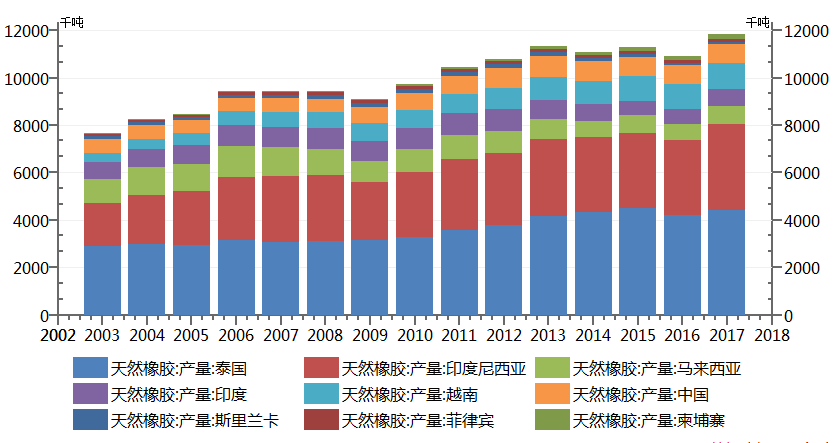 千吨 千吨
12000 12000
10000 10000
8000 8000
6000 6000
4000 4000
2000 2000
0 0
2002 2003 2004 2005 2006 2007 2008 2009 2010 2011 2012 2013 2014 2015 2016 2017 2018
天然橡胶:产量:泰国 天然橡胶:产量:印度尼西亚 天然橡胶:产量:马来西亚
天然橡胶:产量:印度 天然橡胶:产量:越南 天然橡胶:产量:中国
天然橡胶:产量:斯里兰卡 天然橡胶:产量:菲律宾 天然橡胶:产量:柬埔寨